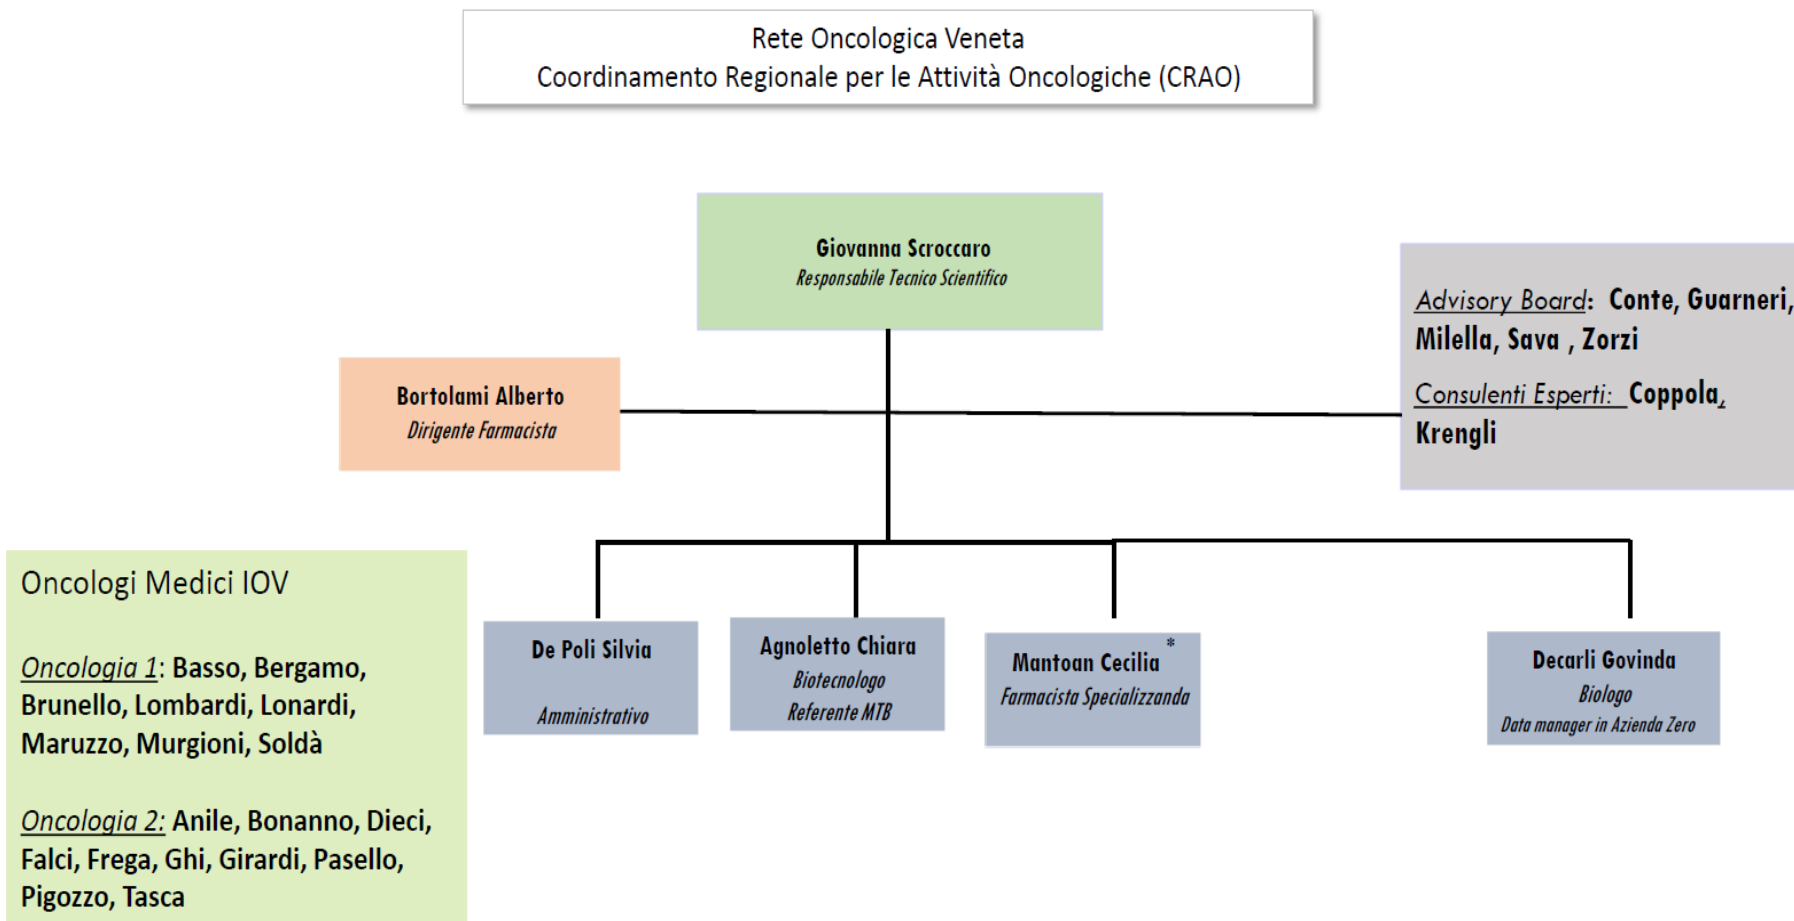 Rete Oncologica Veneta
Coordinamento Regionale per le Attività Oncologiche (CRAO)
Giovanna Scroccaro
Responsabile Tecnico Scientifico
Advisory Board: Conte, Guarneri,
Milella, Sava , Zorzi
Consulenti Esperti: Coppola,
Krengli
Bortolami Alberto
Dirigente Farmacista
Oncologi Medici IOV
Oncologia 1: Basso, Bergamo,
Brunello, Lombardi, Lonardi,
Maruzzo, Murgioni, Soldà
Oncologia 2: Anile, Bonanno, Dieci,
Falci, Frega, Ghi, Girardi, Pasello,
Pigozzo, Tasca
De Poli Silvia
Amministrativo
Agnoletto Chiara
Biotecnologo
Referente MTB
Mantoan Cecilia *
Farmacista Specializzanda
Decarli Govinda
Biologo
Data manager in Azienda Zero